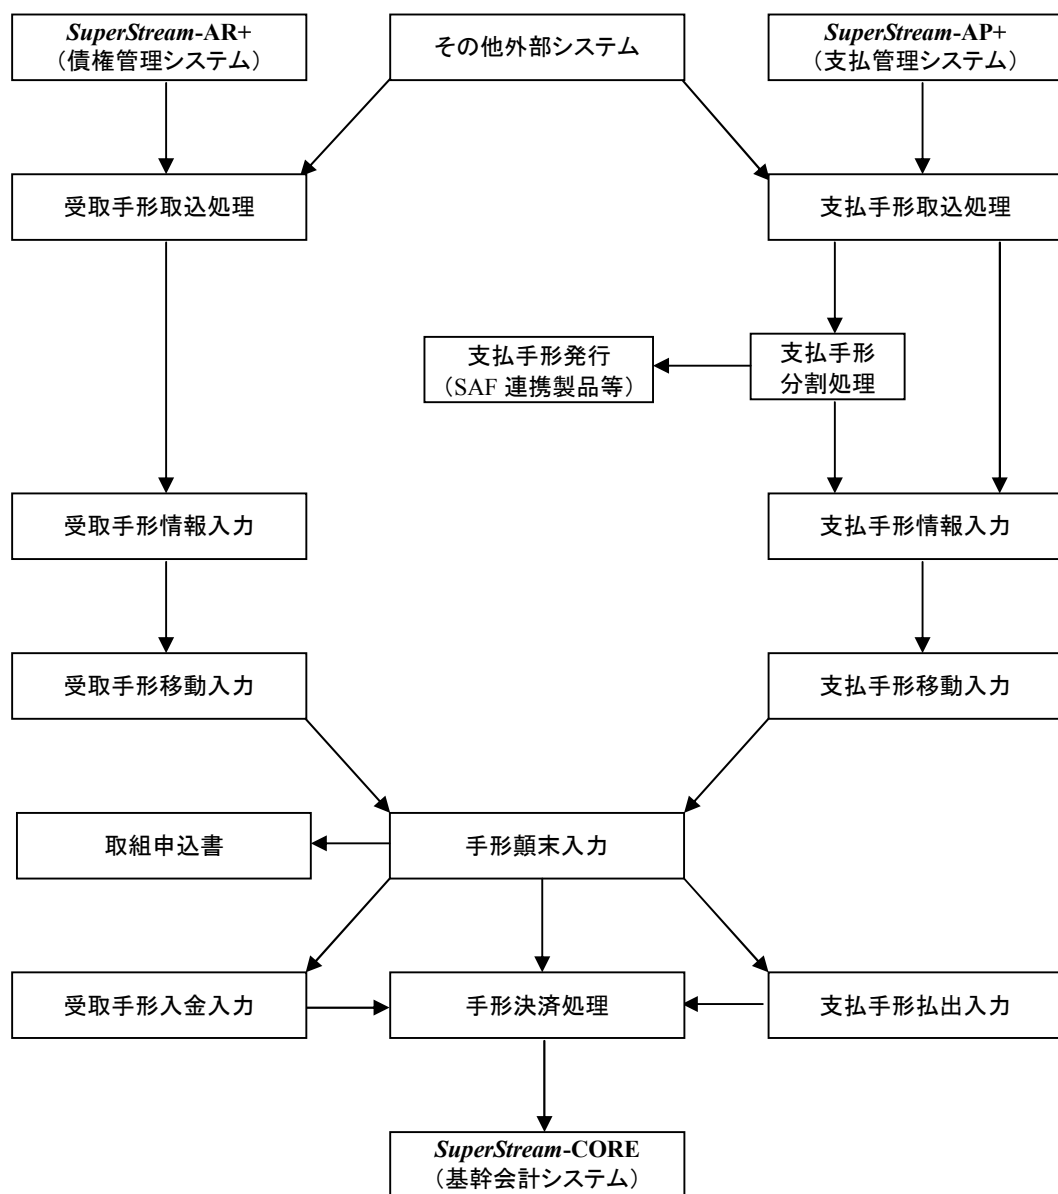 SuperStream-AR+
（債権管理システム）
その他外部システム
SuperStream-AP+
（支払管理システム）
受取手形取込処理
支払手形取込処理
支払手形発行
（SAF 連携製品等）
支払手形
分割処理
受取手形情報入力
支払手形情報入力
受取手形移動入力
支払手形移動入力
取組申込書
手形顛末入力
受取手形入金入力
手形決済処理
支払手形払出入力
SuperStream-CORE
（基幹会計システム）